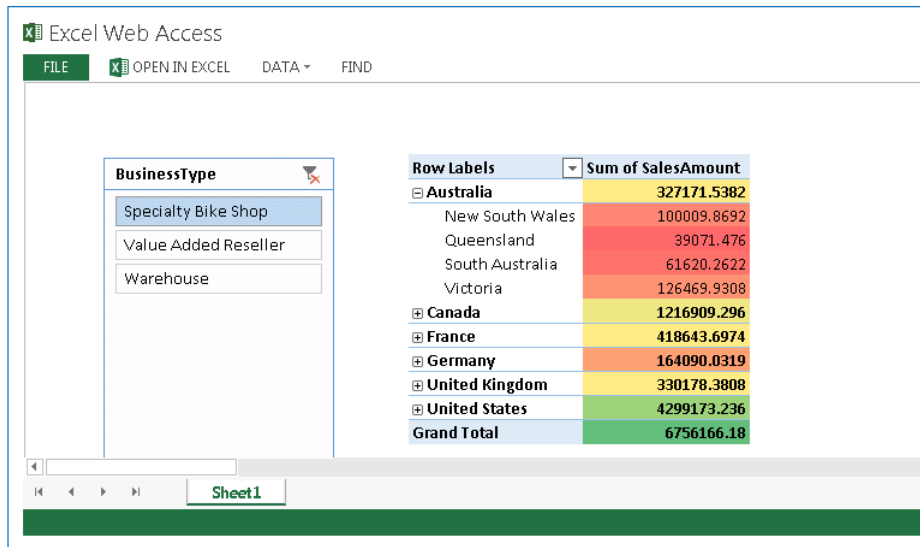 Excel Web Access
FILE OPEN IN EXCEL DATA FIND
BusinessType
Specialty Bike Shop
Value Added Reseller
Warehouse
Row Labels Sum of SalesAmount
Australia 327171.5382
New South Wales 100009.8692
Queensland 39071.476
South Australia 61620.2622
Victoria 126469.9308
Canada 1216909.296
France 418643.6974
Germany 164090.0319
United Kingdom 330178.3808
United States 4299173.236
Grand Total 6756166.18
Sheet1